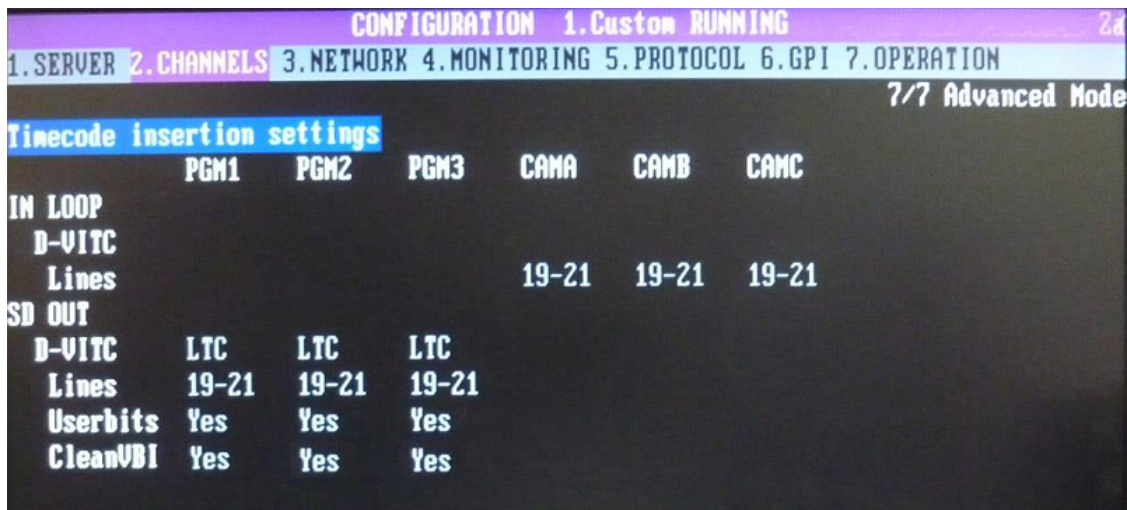 CONFIGURATION 1.Custom RUNNING
1.SERVER 2.CHANNELS 3.NETWORK 4.MONITORING 5.PROTOCOL 6.GPI 7.OPERATION
7/7 Advanced Mode
Timecode insertion settings
PGM1 PGM2 PGM3 CAMA CAMB CAMC
IN LOOP
D-VITC
Lines 19-21 19-21 19-21
SD OUT
D-VITC LTC LTC LTC
Lines 19-21 19-21 19-21
Userbits Yes Yes Yes
CleanVBI Yes Yes Yes